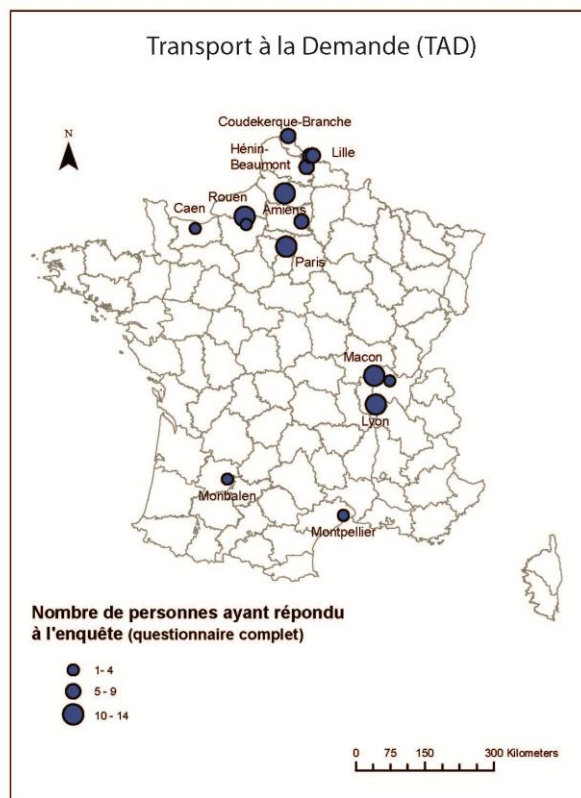 Transport à la Demande (TAD)
N
Coudekerque-Branche
Hénin-
Beaumont
Lille
Rouen
Amiens
Caen
Paris
Macon
Lyon
Monbalen
Montpellier
Nombre de personnes ayant répondu
à l'enquête (questionnaire complet)
1- 4
5 - 9
10 - 14
0 75 150 300 Kilometers